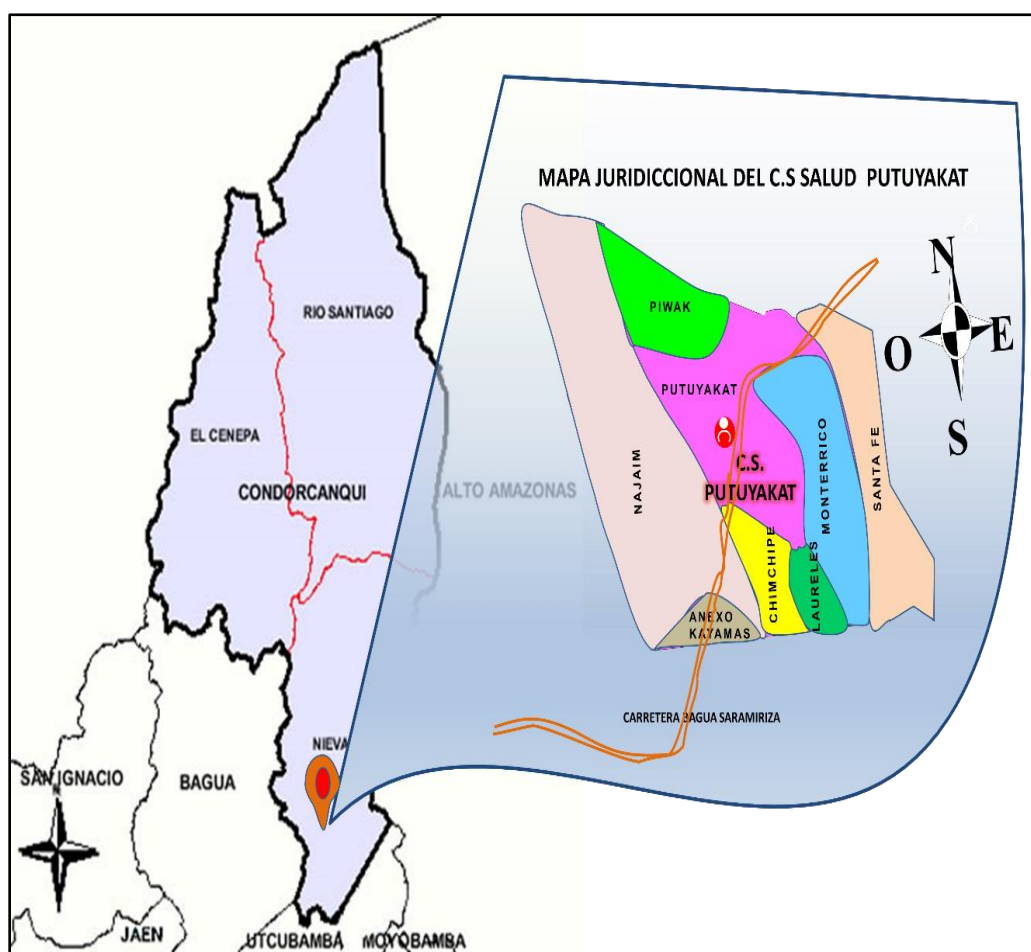 MAPA JURIDICCIONAL DEL C.S SALUD PUTUYAKAT
N
O
E
S
PIWAK
PUTUYAKAT
C.S.
PUTUYAKAT
NAJAIM
CHIMCHIPE
LAURELES
MONTERRICO
SANTA FE
ANEXO
KAYAMAS
CARRETERA BAGUA SARAMIRIZA
RIO SANTIAGO
EL CENEPA
CONDORCANQUI
ALTO AMAZONAS
NIEVA
SAN IGNACIO
BAGUA
JAEN
UTCUBAMBA
MOYOBAMBA